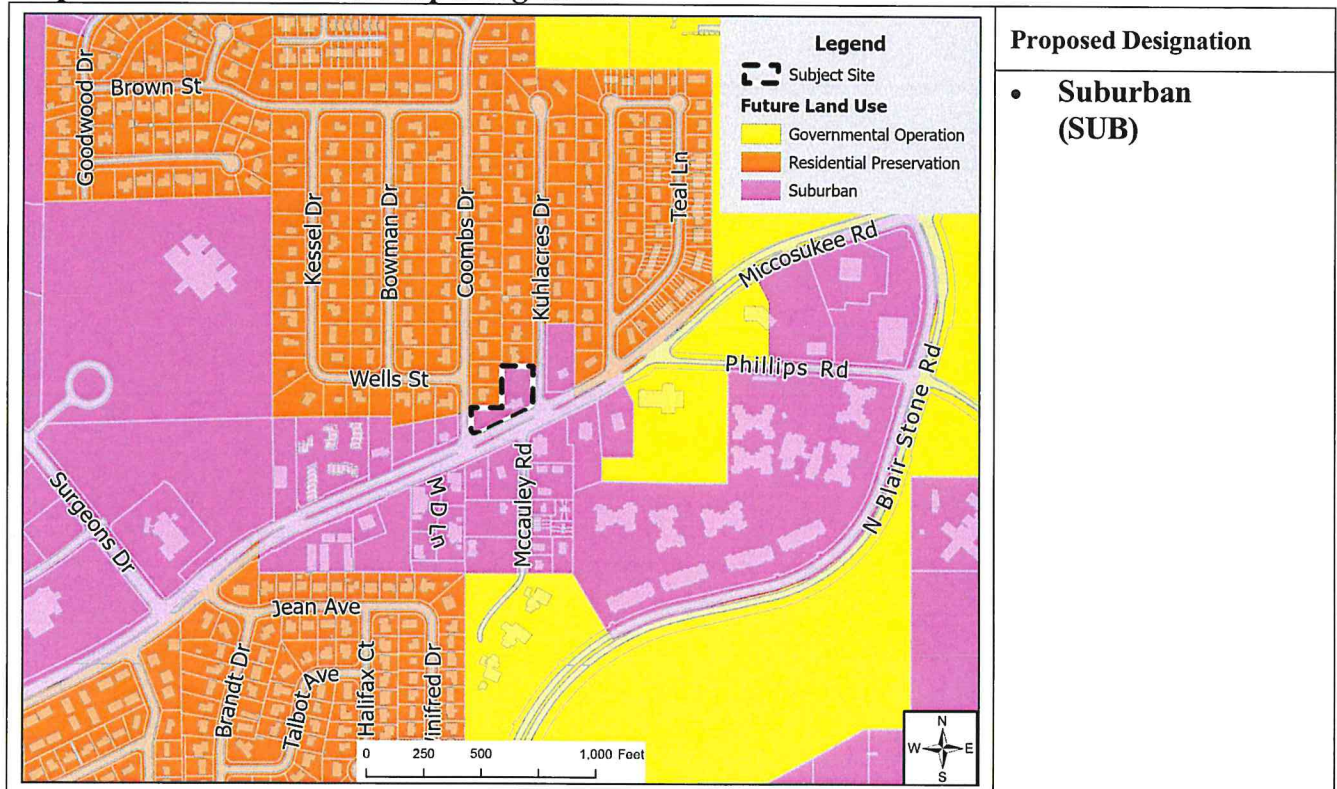 Proposed Designation
• Suburban
(SUB)
Legend
Subject Site
Future Land Use
Governmental Operation
Residential Preservation
Suburban
Goodwood Dr
Brown St
Kessel Dr
Bowman Dr
Coombs Dr
Kuhlacres Dr
Teal Ln
Miccosukee Rd
Wells St
Phillips Rd
N Blair Stone Rd
Surgeons Dr
M D Ln
Mccauley Rd
Jean Ave
Brandt Dr
Talbot Ave
Halifax Ct
inifred Dr
0 250 500 1,000 Feet
N
W E
S